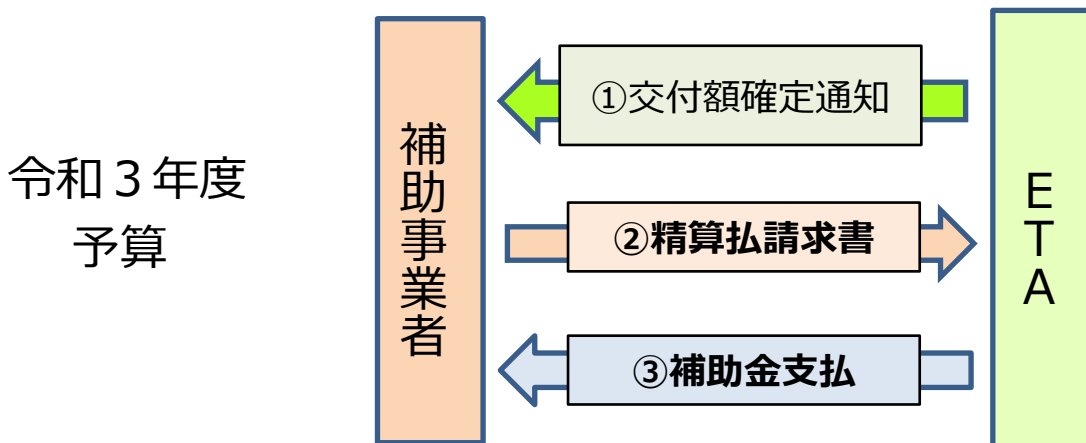 令和３年度
予算
補助事業者
①交付額確定通知
②精算払請求書
③補助金支払
ＥＴＡ